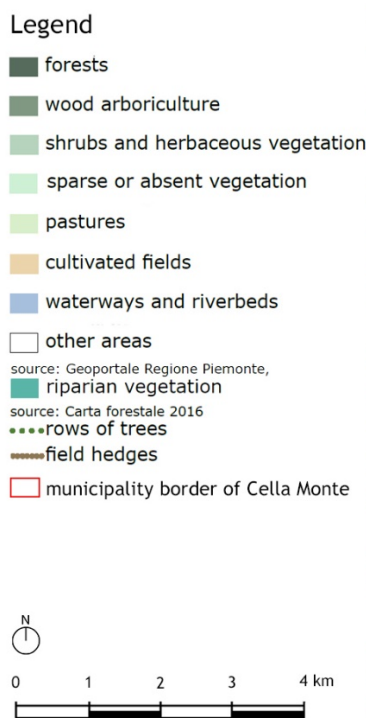 Legend
forests
wood arboriculture
shrubs and herbaceous vegetation
sparse or absent vegetation
pastures
cultivated fields
waterways and riverbeds
other areas
source: Geoportale Regione Piemonte,
riparian vegetation
source: Carta forestale 2016
rows of trees
field hedges
municipality border of Cella Monte
N
0 1 2 3 4 km